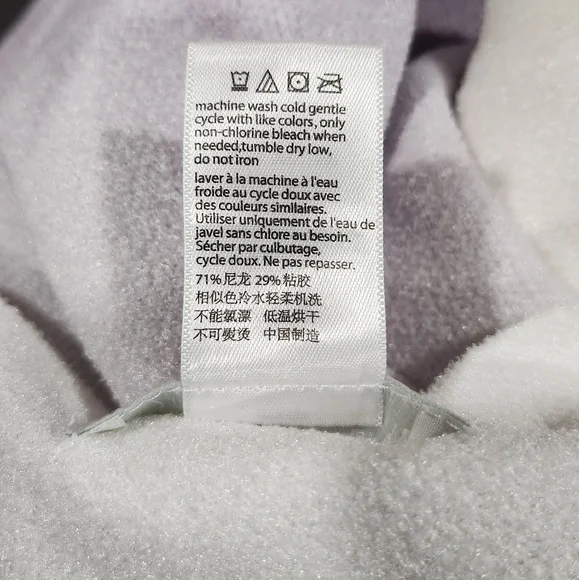 machine wash cold gentle
cycle with like colors, only
non-chlorine bleach when
needed,tumble dry low,
do not iron
laver à la machine à l'eau
froide au cycle doux avec
des couleurs similaires.
Utiliser uniquement de l'eau de
javel sans chlore au besoin.
Sécher par culbutage,
cycle doux. Ne pas repasser.
71%尼龙 29%粘胶
相似色冷水轻柔机洗
不能氯漂 低温烘干
不可熨烫 中国制造